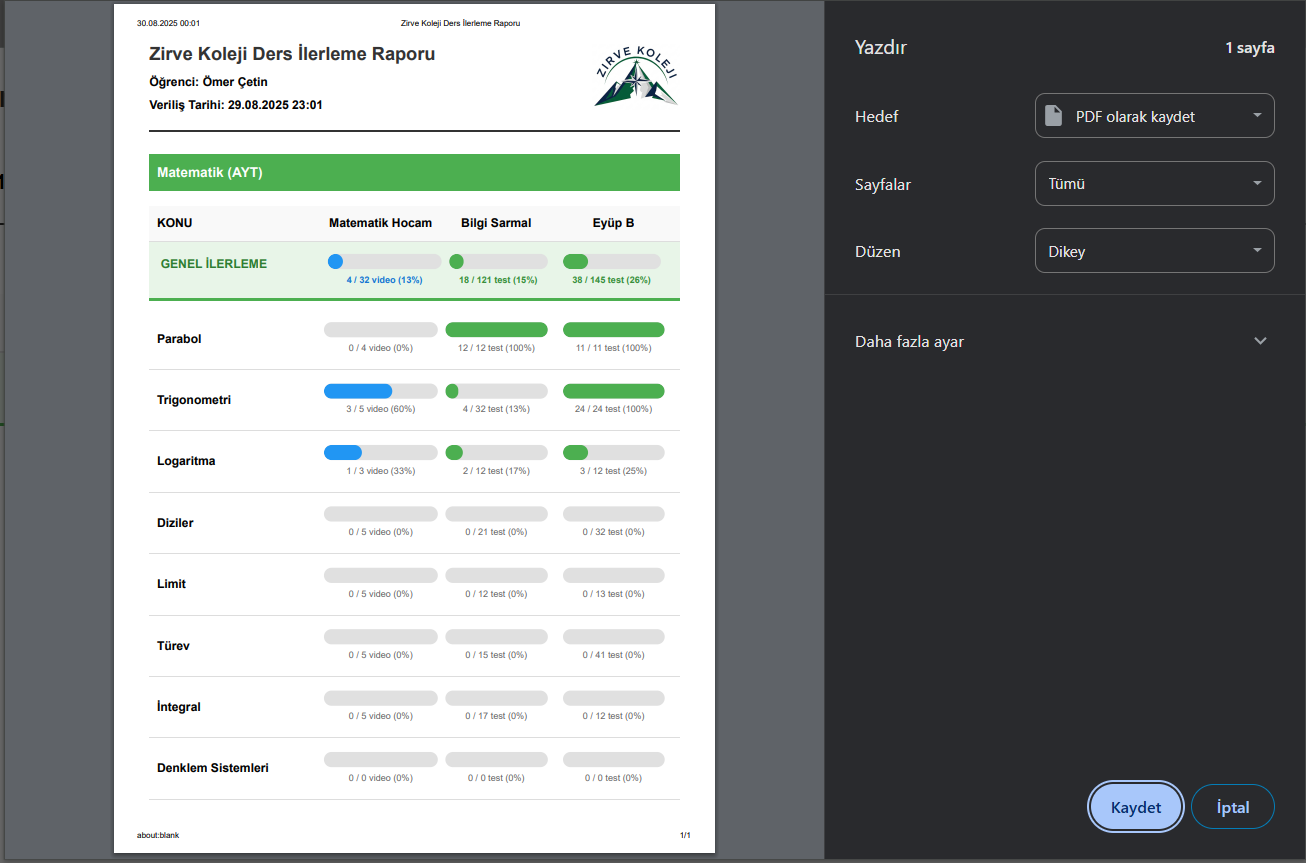 30.08.2025 00:01 Zirve Koleji Ders İlerleme Raporu
Zirve Koleji Ders İlerleme Raporu
ZIRVE KOLEJI
Öğrenci: Ömer Çetin
Veriliş Tarihi: 29.08.2025 23:01
Matematik (AYT)
KONU Matematik Hocam Bilgi Sarmal Eyüp B
GENEL İLERLEME
4 / 32 video (13%) 18 / 121 test (15%) 38 / 145 test (26%)
Parabol
0 / 4 video (0%) 12 / 12 test (100%) 11 / 11 test (100%)
Trigonometri
3 / 5 video (60%) 4 / 32 test (13%) 24 / 24 test (100%)
Logaritma
1 / 3 video (33%) 2 / 12 test (17%) 3 / 12 test (25%)
Diziler
0 / 5 video (0%) 0 / 21 test (0%) 0 / 32 test (0%)
Limit
0 / 5 video (0%) 0 / 12 test (0%) 0 / 13 test (0%)
Türev
0 / 5 video (0%) 0 / 15 test (0%) 0 / 41 test (0%)
İntegral
0 / 5 video (0%) 0 / 17 test (0%) 0 / 12 test (0%)
Denklem Sistemleri
0 / 0 video (0%) 0 / 0 test (0%) 0 / 0 test (0%)
about:blank 1/1
Yazdır 1 sayfa
Hedef PDF olarak kaydet
Sayfalar Tümü
Düzen Dikey
Daha fazla ayar
Kaydet İptal